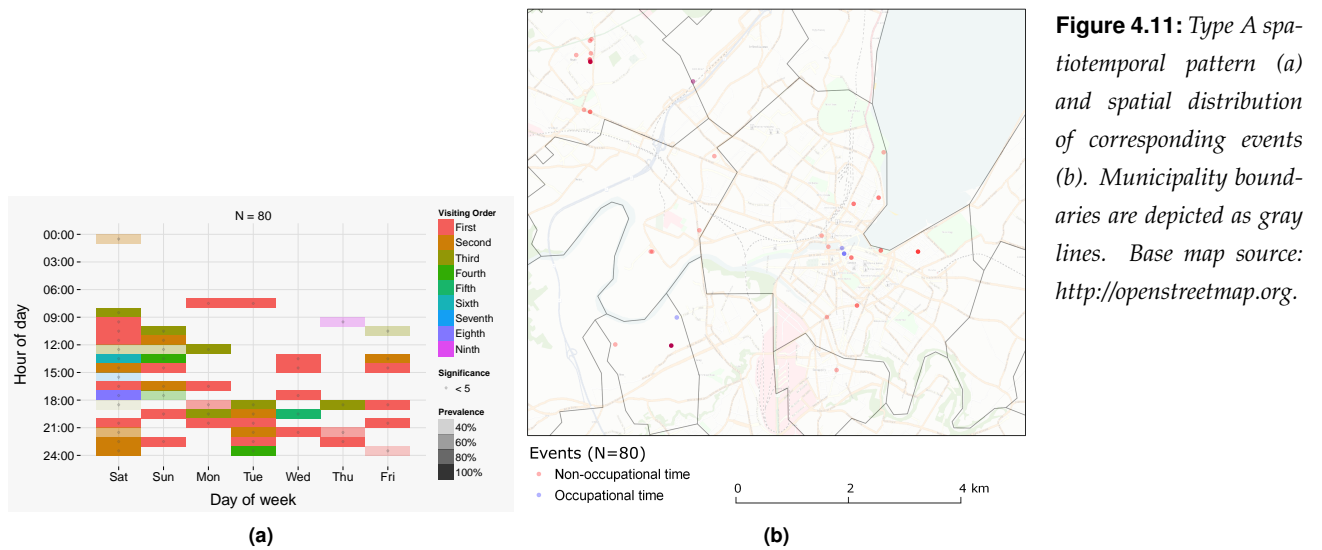 N = 80
00:00
03:00
06:00
09:00
12:00
15:00
18:00
21:00
24:00
Hour of day
Sat Sun Mon Tue Wed Thu Fri
Day of week
Visiting Order
First
Second
Third
Fourth
Fifth
Sixth
Seventh
Eighth
Ninth
Significance
< 5
Prevalence
40%
60%
80%
100%
(a)
Events (N=80)
Non-occupational time
Occupational time
0 2 4 km
(b)
Figure 4.11: Type A spa-
tiotemporal pattern (a)
and spatial distribution
of corresponding events
(b). Municipality bound-
aries are depicted as gray
lines. Base map source:
http://openstreetmap.org.